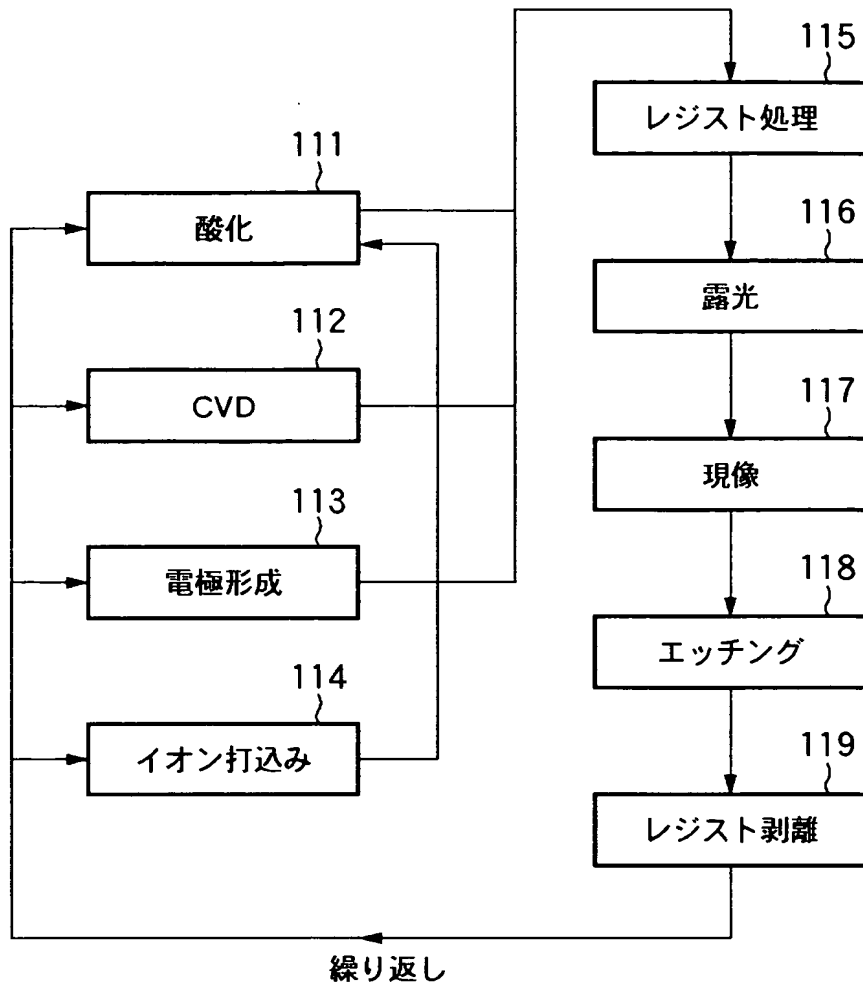 111
酸化
112
CVD
113
電極形成
114
イオン打込み
115
レジスト処理
116
露光
117
現像
118
エッチング
119
レジスト剥離
繰り返し